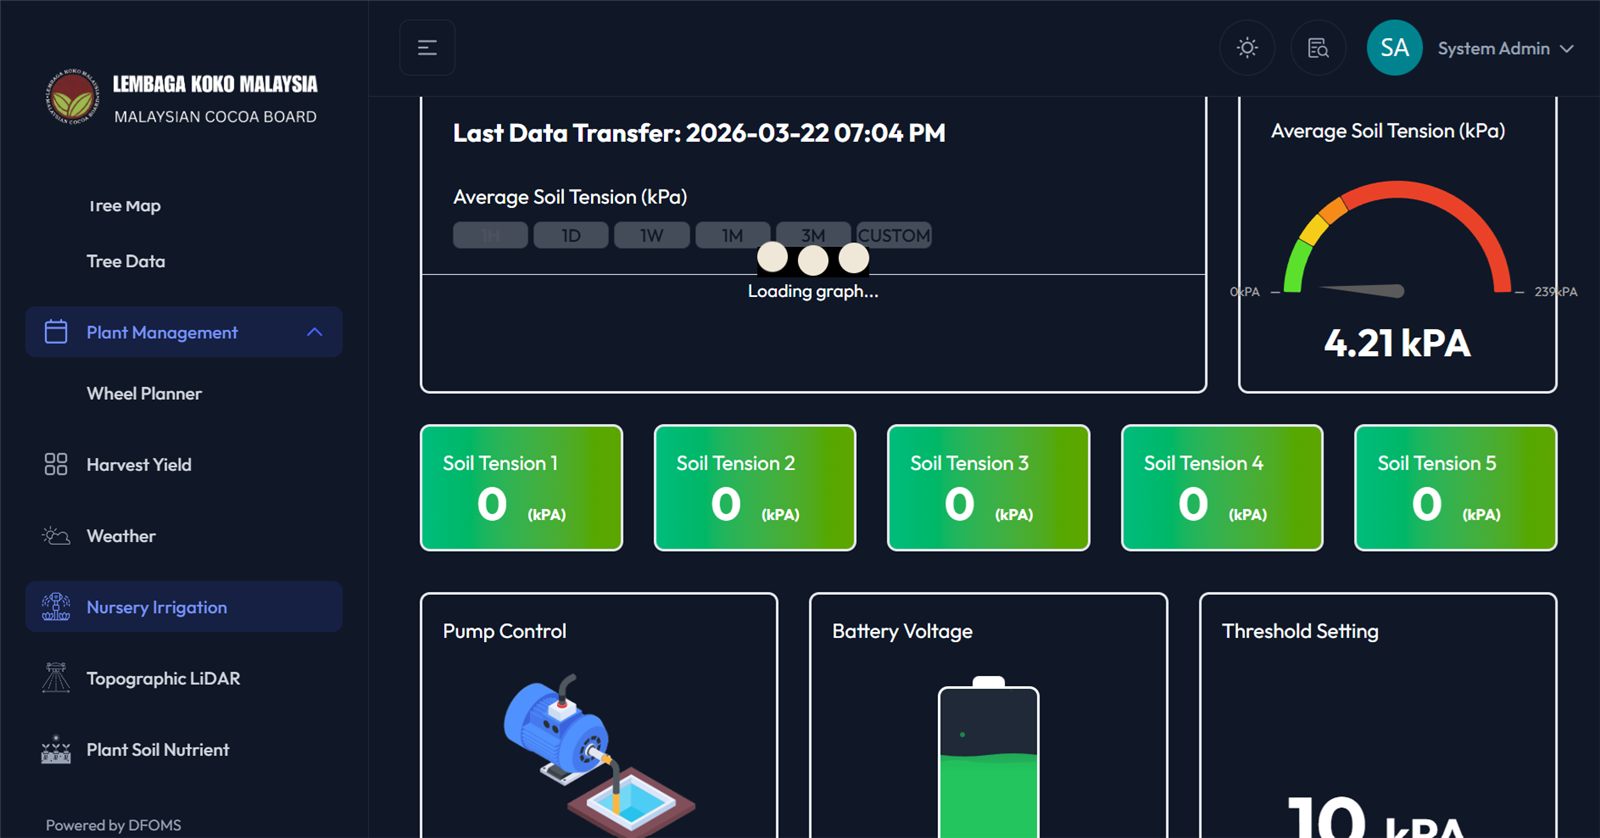 LEMBAGA KOKO MALAYSIA
MALAYSIAN COCOA BOARD
Tree Map
Tree Data
Plant Management
Wheel Planner
Harvest Yield
Weather
Nursery Irrigation
Topographic LiDAR
Plant Soil Nutrient
Powered by DFOMS
SA
System Admin
Last Data Transfer: 2026-03-22 07:04 PM
Average Soil Tension (kPa)
1H 1D 1W 1M 3M CUSTOM
Loading graph...
Average Soil Tension (kPa)
0kPA
239kPA
4.21 kPA
Soil Tension 1
0 (kPA)
Soil Tension 2
0 (kPA)
Soil Tension 3
0 (kPA)
Soil Tension 4
0 (kPA)
Soil Tension 5
0 (kPA)
Pump Control
Battery Voltage
Threshold Setting
10 kPA